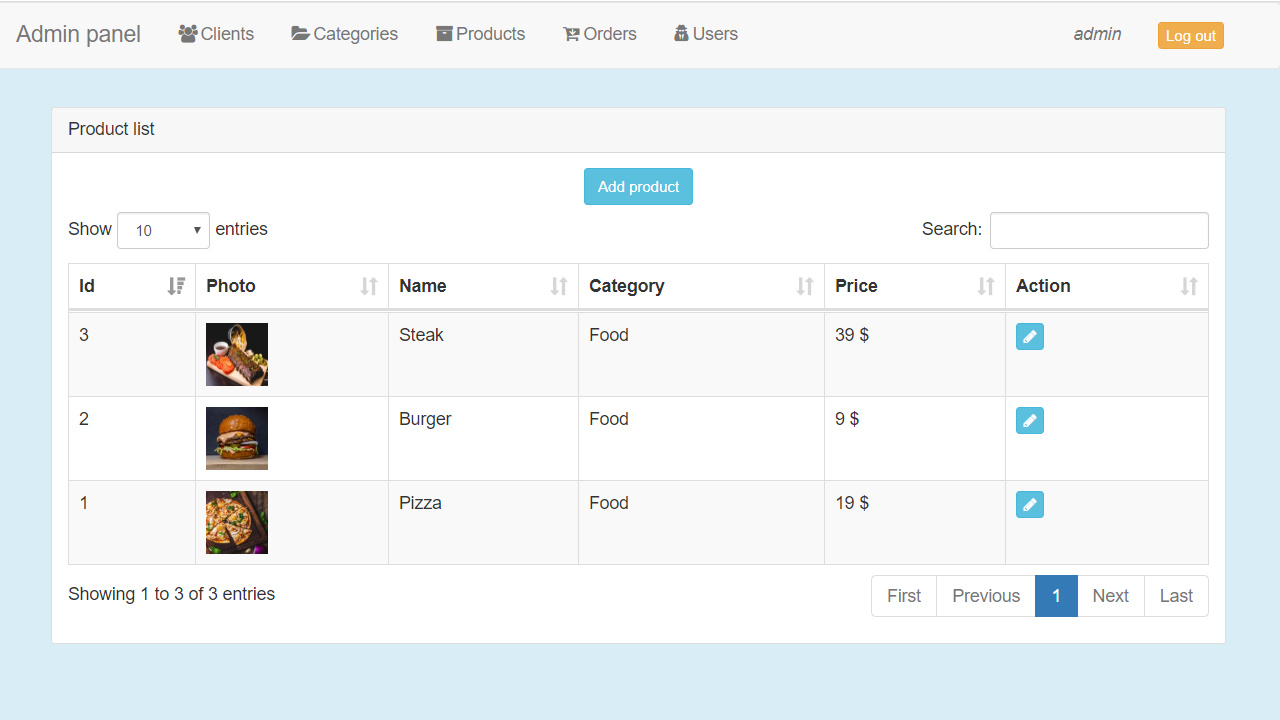 Admin panel Clients Categories Products Orders Users admin Log out
Product list
Add product
Show 10 entries Search:
Id Photo Name Category Price Action
3 Steak Food 39 $
2 Burger Food 9 $
1 Pizza Food 19 $
Showing 1 to 3 of 3 entries First Previous 1 Next Last